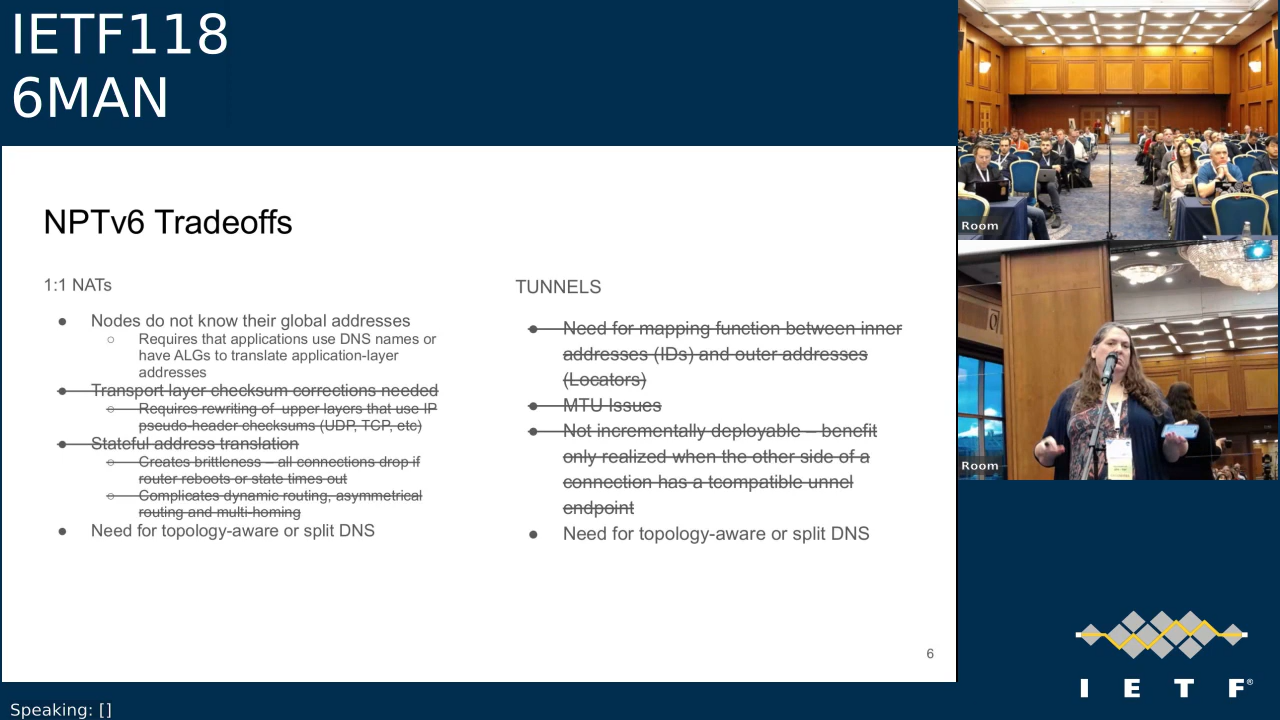 IETF118
6MAN
NPTv6 Tradeoffs
1:1 NATs
● Nodes do not know their global addresses
○ Requires that applications use DNS names or
have ALGs to translate application-layer
addresses
● Transport layer checksum corrections needed
○ Requires rewriting of upper layers that use IP
pseudo-header checksums (UDP, TCP, etc)
● Stateful address translation
○ Creates brittleness – all connections drop if
router reboots or state times out
○ Complicates dynamic routing, asymmetrical
routing and multi-homing
● Need for topology-aware or split DNS
TUNNELS
● Need for mapping function between inner
addresses (IDs) and outer addresses
(Locators)
● MTU Issues
● Not incrementally deployable – benefit
only realized when the other side of a
connection has a tcompatible unnel
endpoint
● Need for topology-aware or split DNS
6
Room
Room
I E T F®
Speaking: []